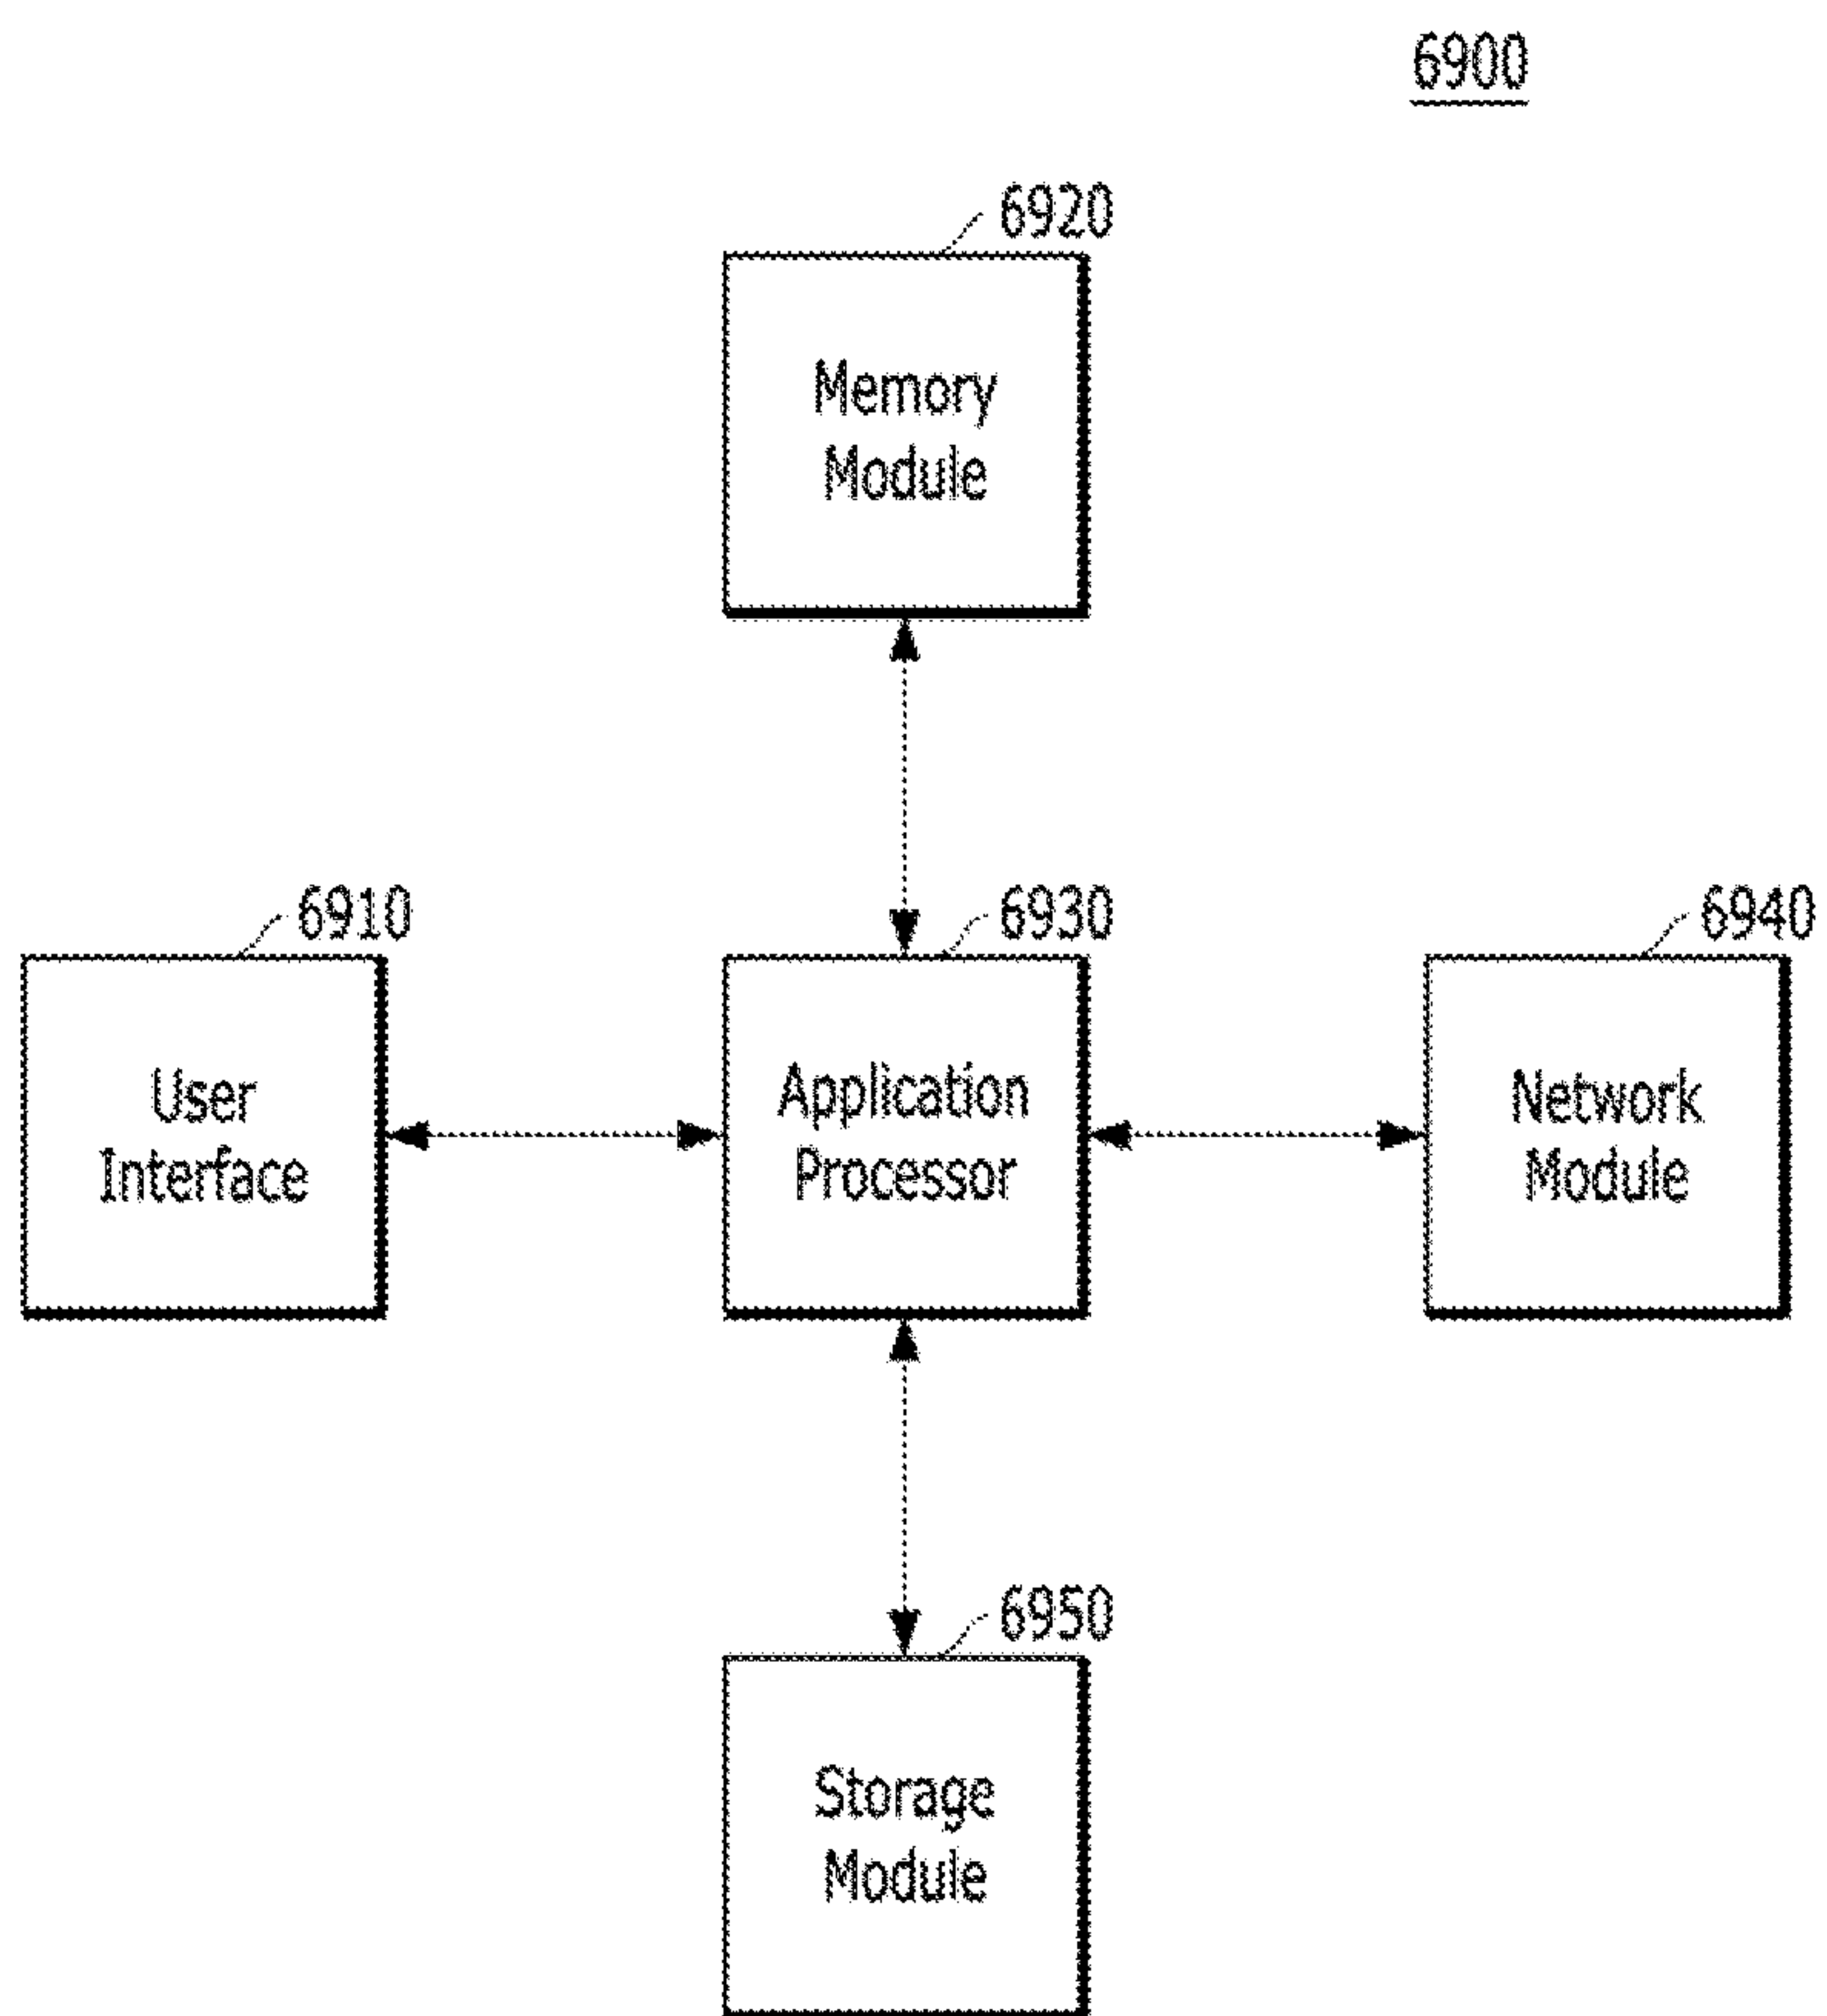 6900
6920
Memory
Module
6910
6930
6940
User
Interface
Application
Processor
Network
Module
6950
Storage
Module